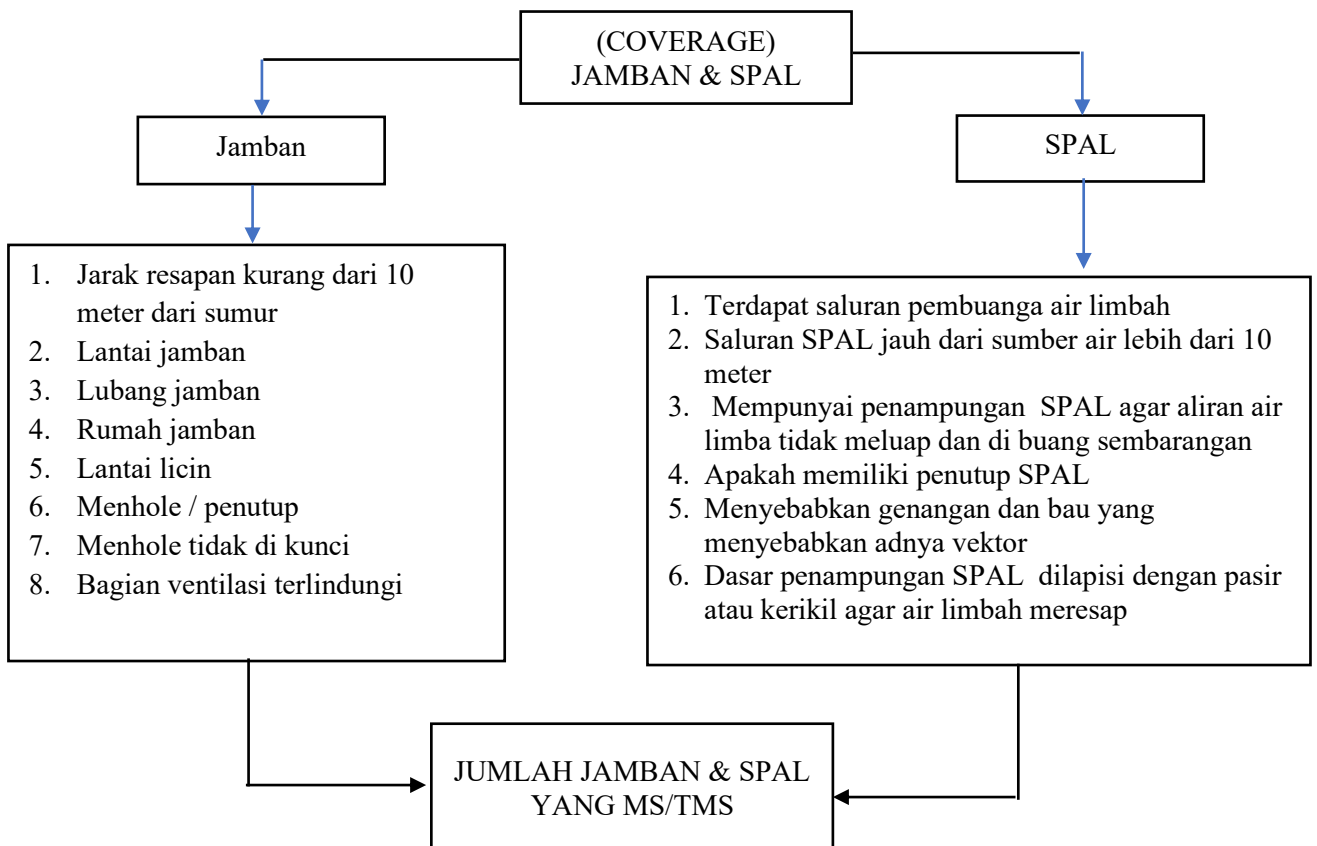 (COVERAGE)
JAMBAN & SPAL
Jamban
SPAL
1. Jarak resapan kurang dari 10
meter dari sumur
2. Lantai jamban
3. Lubang jamban
4. Rumah jamban
5. Lantai licin
6. Menhole / penutup
7. Menhole tidak di kunci
8. Bagian ventilasi terlindungi
1. Terdapat saluran pembuanga air limbah
2. Saluran SPAL jauh dari sumber air lebih dari 10
meter
3. Mempunyai penampungan SPAL agar aliran air
limba tidak meluap dan di buang sembarangan
4. Apakah memiliki penutup SPAL
5. Menyebabkan genangan dan bau yang
menyebabkan adnya vektor
6. Dasar penampungan SPAL dilapisi dengan pasir
atau kerikil agar air limbah meresap
JUMLAH JAMBAN & SPAL
YANG MS/TMS